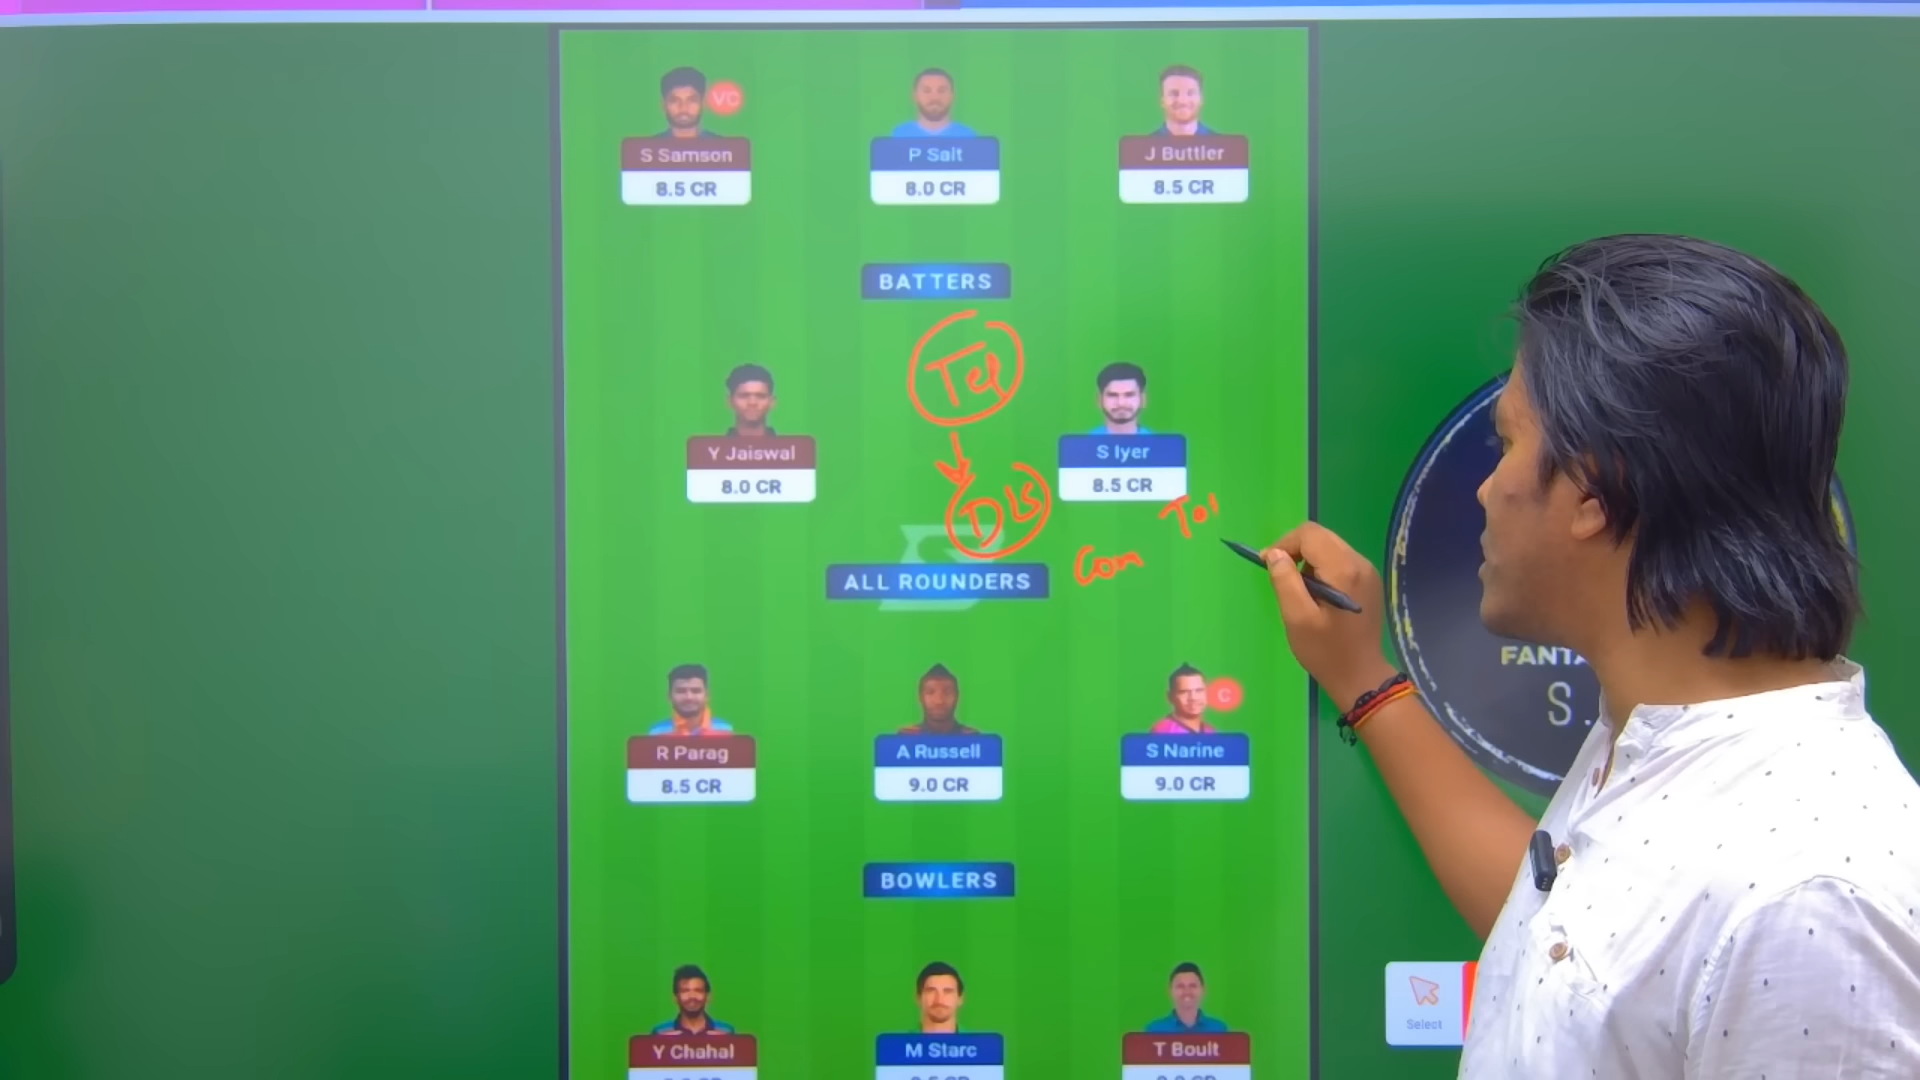 VC
S Samson P Salt J Buttler
8.5 CR 8.0 CR 8.5 CR
BATTERS
Tel
Y Jaiswal S Iyer
8.0 CR 8.5 CR
DLS
Tos
Com
ALL ROUNDERS
C
R Parag A Russell S Narine
8.5 CR 9.0 CR 9.0 CR
FANTA
S.
BOWLERS
Select
Y Chahal M Starc T Boult